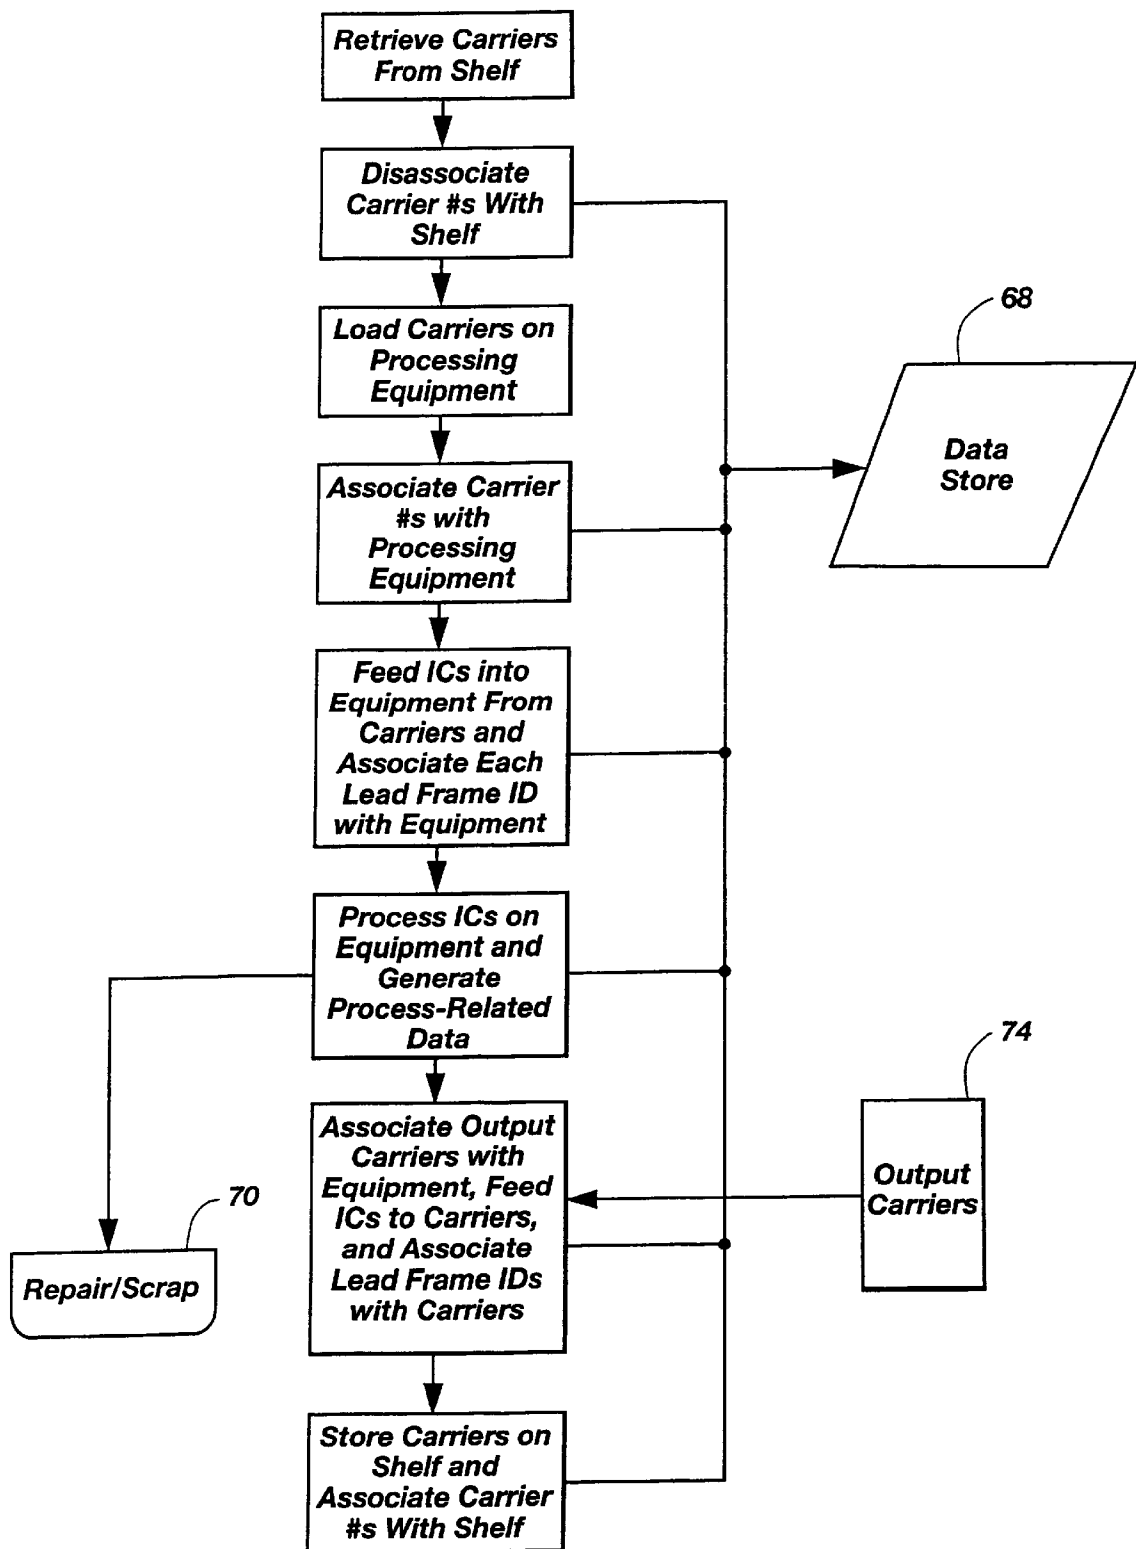 Retrieve Carriers
From Shelf
Disassociate
Carrier #s With
Shelf
Load Carriers on
Processing
Equipment
68
Data
Store
Associate Carrier
#s with
Processing
Equipment
Feed ICs into
Equipment From
Carriers and
Associate Each
Lead Frame ID
with Equipment
Process ICs on
Equipment and
Generate
Process-Related
Data
74
Output
Carriers
Associate Output
Carriers with
Equipment, Feed
ICs to Carriers,
and Associate
Lead Frame IDs
with Carriers
70
Repair/Scrap
Store Carriers on
Shelf and
Associate Carrier
#s With Shelf